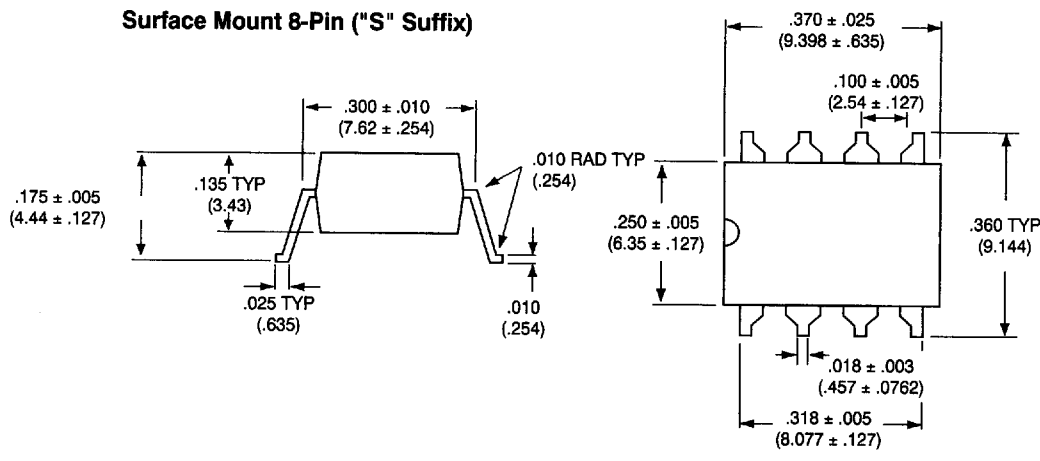 Surface Mount 8-Pin ("S" Suffix)
.300 ± .010
(7.62 ± .254)
.175 ± .005
(4.44 ± .127)
.135 TYP
(3.43)
.010 RAD TYP
(.254)
.025 TYP
(.635)
.010
(.254)
.370 ± .025
(9.398 ± .635)
.100 ± .005
(2.54 ± .127)
.250 ± .005
(6.35 ± .127)
.360 TYP
(9.144)
.018 ± .003
(.457 ± .0762)
.318 ± .005
(8.077 ± .127)